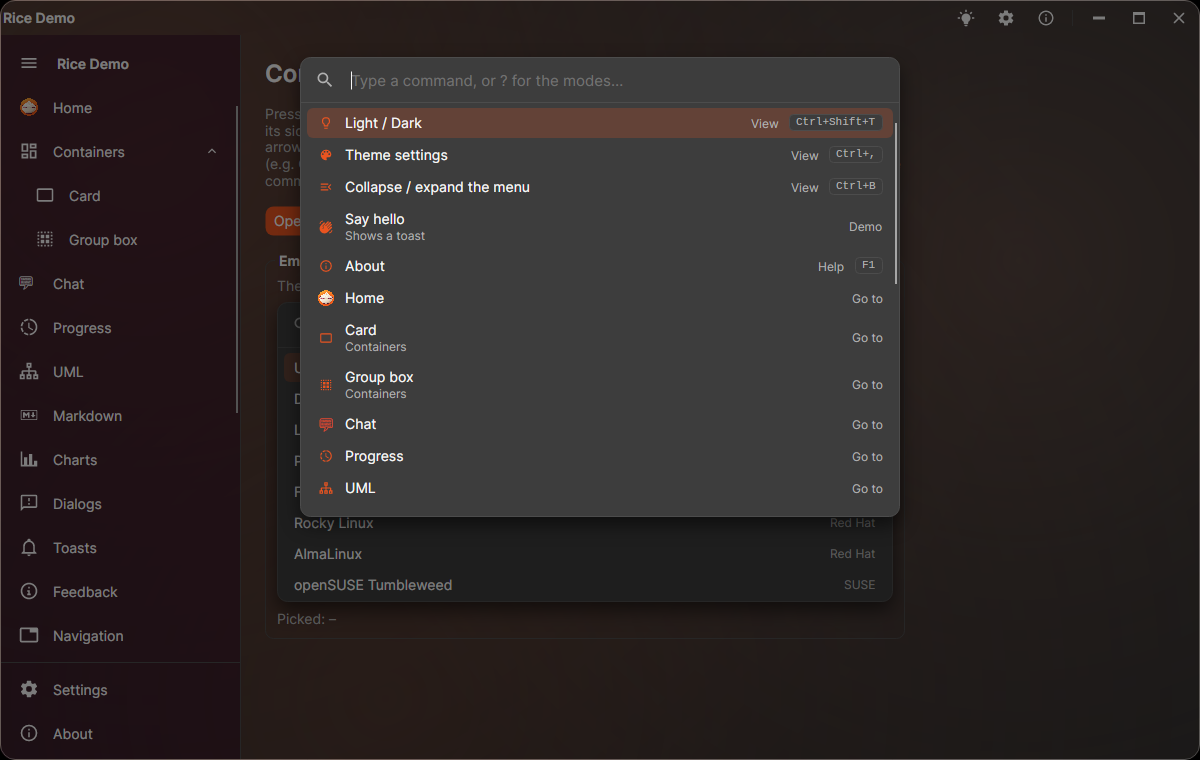 Rice Demo
Rice Demo
Home
Containers
Card
Group box
Chat
Progress
UML
Markdown
Charts
Dialogs
Toasts
Feedback
Navigation
Settings
About
Press
its
(e.g.
Type a command, or ? for the modes...
Light / Dark View Ctrl+Shift+T
Theme settings View Ctrl+,
Collapse / expand the menu View Ctrl+B
Say hello Demo
Shows a toast
About Help F1
Home Go to
Card Go to
Containers
Group box Go to
Containers
Chat Go to
Progress Go to
UML Go to
Rocky Linux Red Hat
AlmaLinux Red Hat
openSUSE Tumbleweed SUSE
Picked: –